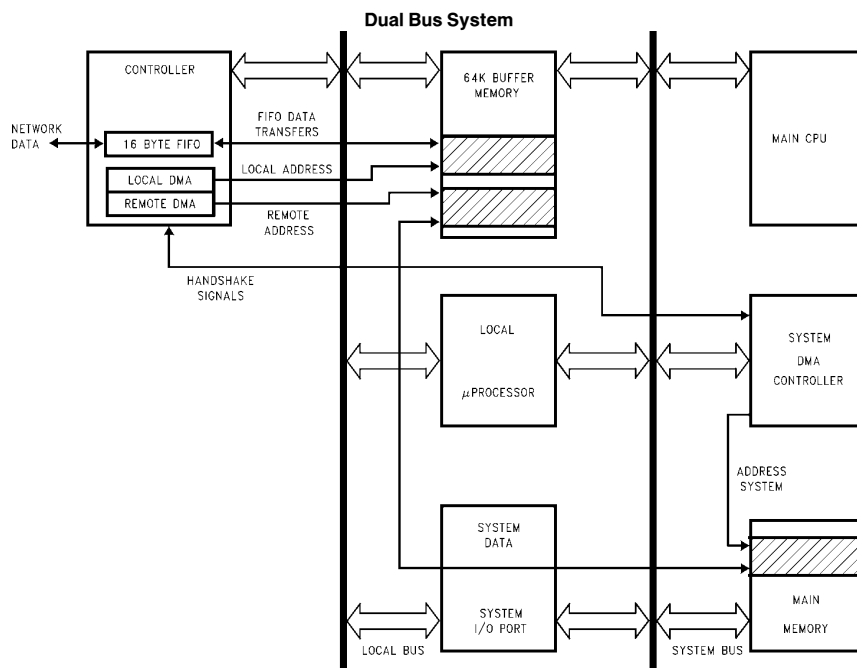 Dual Bus System
CONTROLLER
64K BUFFER
MEMORY
MAIN CPU
NETWORK
DATA
16 BYTE FIFO
FIFO DATA
TRANSFERS
LOCAL DMA
LOCAL ADDRESS
REMOTE DMA
REMOTE
ADDRESS
HANDSHAKE
SIGNALS
LOCAL
μPROCESSOR
SYSTEM
DMA
CONTROLLER
ADDRESS
SYSTEM
SYSTEM
DATA
SYSTEM
I/O PORT
MAIN
MEMORY
LOCAL BUS
SYSTEM BUS